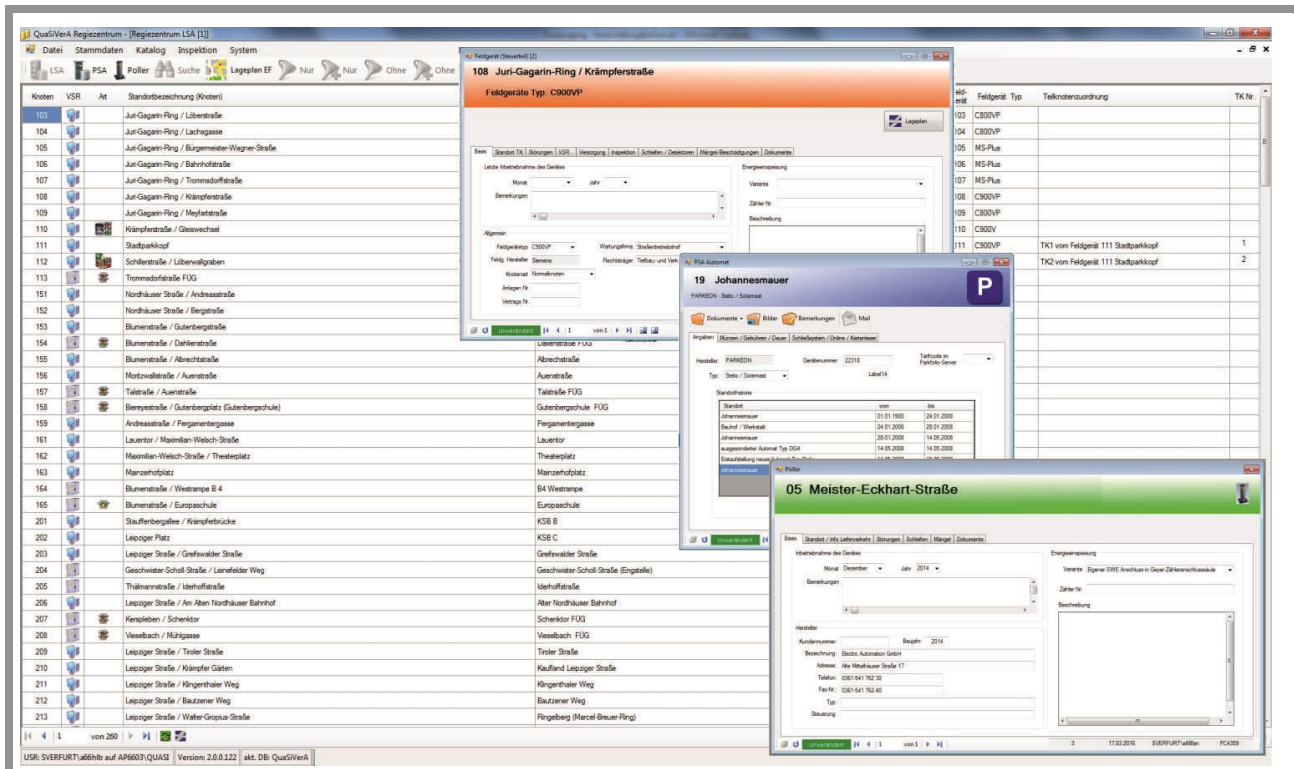 QuaSiVerA Regiezentrum - [Regiezentrum LSA [1]]
Datei Stammdaten Katalog Inspektion System
LSA PSA Poller Suche Lageplan EF Nur Nur Ohne Ohne
Knoten VSR Art Standortbezeichnung (Knoten)
Feldgerät Typ Teilknotenzuordnung TK Nr.
103 Juri-Gagarin-Ring / Löberstraße 103 C800VP
104 Juri-Gagarin-Ring / Lachsgasse 104 C800VP
105 Juri-Gagarin-Ring / Bürgermeister-Wagner-Straße 105 MS-Plus
106 Juri-Gagarin-Ring / Bahnhofstraße 106 MS-Plus
107 Juri-Gagarin-Ring / Trommsdorffstraße 107 MS-Plus
108 Juri-Gagarin-Ring / Krämpferstraße 108 C900VP
109 Juri-Gagarin-Ring / Meyfartstraße 109 C800VP
110 Krämpferstraße / Gleiswechsel 110 C900V
111 Stadtparkkopf 111 C900VP TK1 vom Feldgerät 111 Stadtparkkopf 1
112 Schillerstraße / Löberwallgraben TK2 vom Feldgerät 111 Stadtparkkopf 2
113 Trommsdorfstraße FÜG
151 Nordhäuser Straße / Andreasstraße
152 Nordhäuser Straße / Bergstraße
153 Blumenstraße / Gutenbergstraße
154 Blumenstraße / Dahlienstraße Dalienstraße FÜG
155 Blumenstraße / Albrechtstraße Albrechstraße
156 Moritzwallstraße / Auenstraße Auenstraße
157 Talstraße / Auenstraße Talstraße FÜG
158 Biereyestraße / Gutenbergplatz (Gutenbergschule) Gutenbergschule FÜG
159 Andreasstraße / Pergamentergasse Pergamentergasse
161 Lauentor / Maximilian-Welsch-Straße Lauentor
162 Maximilian-Welsch-Straße / Theaterplatz Theaterplatz
163 Mainzerhofplatz Mainzerhofplatz
164 Blumenstraße / Westrampe B 4 B4 Westrampe
165 Blumenstraße / Europaschule Europaschule
201 Stauffenbergallee / Krämpferbrücke KSB B
202 Leipziger Platz KSB C
203 Leipziger Straße / Greifswalder Straße Greifswalder Straße
204 Geschwister-Scholl-Straße / Leinefelder Weg Geschwister-Scholl-Straße (Engstelle)
205 Thälmannstraße / Iderhoffstraße Iderhoffstraße
206 Leipziger Straße / Am Alten Nordhäuser Bahnhof Alter Nordhäuser Bahnhof
207 Kerspleben / Schenktor Schenktor FÜG
208 Vieselbach / Mühlgasse Vieselbach FÜG
209 Leipziger Straße / Tiroler Straße Tiroler Straße
210 Leipziger Straße / Krämpfer Gärten Kaufland Leipziger Straße
211 Leipziger Straße / Klingenthaler Weg Klingenthaler Weg
212 Leipziger Straße / Bautzener Weg Bautzener Weg
213 Leipziger Straße / Walter-Gropius-Straße Ringelberg (Marcel-Breuer-Ring)
1 von 260
USR: SVERFURT\a66hlb auf AP6603\QUASI Version: 2.0.0.122 akt. DB: QuaSiVerA
Feldgerät (Steuerteil) [2]
108 Juri-Gagarin-Ring / Krämpferstraße
Feldgeräte Typ: C900VP
Lageplan
Basis Standort TK Störungen VSR Versorgung Inspektion Schleifen / Detektoren Mängel/Beschädigungen Dokumente
Letzte Inbetriebnahme des Gerätes Energieeinspeisung
Monat Jahr Variante
Bemerkungen Zähler Nr.
Beschreibung
Allgemein
Feldgerätetyp C900VP Wartungsfirma Straßenbetriebshof
Feldg. Hersteller Siemens Rechtsträger Tiefbau- und Verk
Knotenart Normalknoten
Anlagen Nr.
Vertrags Nr.
Unverändert 1 von 1
PSA Automat
19 Johannesmauer
P
PARKEON - Stelio / Solarmast
Dokumente Bilder Bemerkungen Mail
Angaben Münzen / Gebühren / Dauer Schließsystem / Online / Kartenleser
Hersteller: PARKEON Gerätenummer: 22318 Tarifcode im Parkfolio-Server
Typ: Stelio / Solarmast Label14
Standorthistorie
Standort vom bis
Johannesmauer 01.01.1900 24.01.2008
Bauhof / Werkstatt 24.01.2008 28.01.2008
Johannesmauer 28.01.2008 14.05.2008
ausgesonderter Automat Typ DG4 14.05.2008 14.05.2008
Johannesmauer
Unverändert
Poller
05 Meister-Eckhart-Straße
Basis Standort / Info Lieferverkehr Störungen Schleifen Mängel Dokumente
Inbetriebnahme des Gerätes Energieeinspeisung
Monat Dezember Jahr 2014 Variante Eigener SWE Anschluss in Geyer-Zähleranschlusssäule
Bemerkungen Zähler Nr.
Beschreibung
Hersteller
Kundennummer: Baujahr: 2014
Bezeichnung: Electro Automation GmbH
Adresse: Alte Mittelhäuser Straße 17
Telefon: 0361-541 762 30
Fax-Nr.: 0361-541 762 40
Typ:
Steuerung:
Unverändert 1 von 1 3 17.03.2016 PC4359